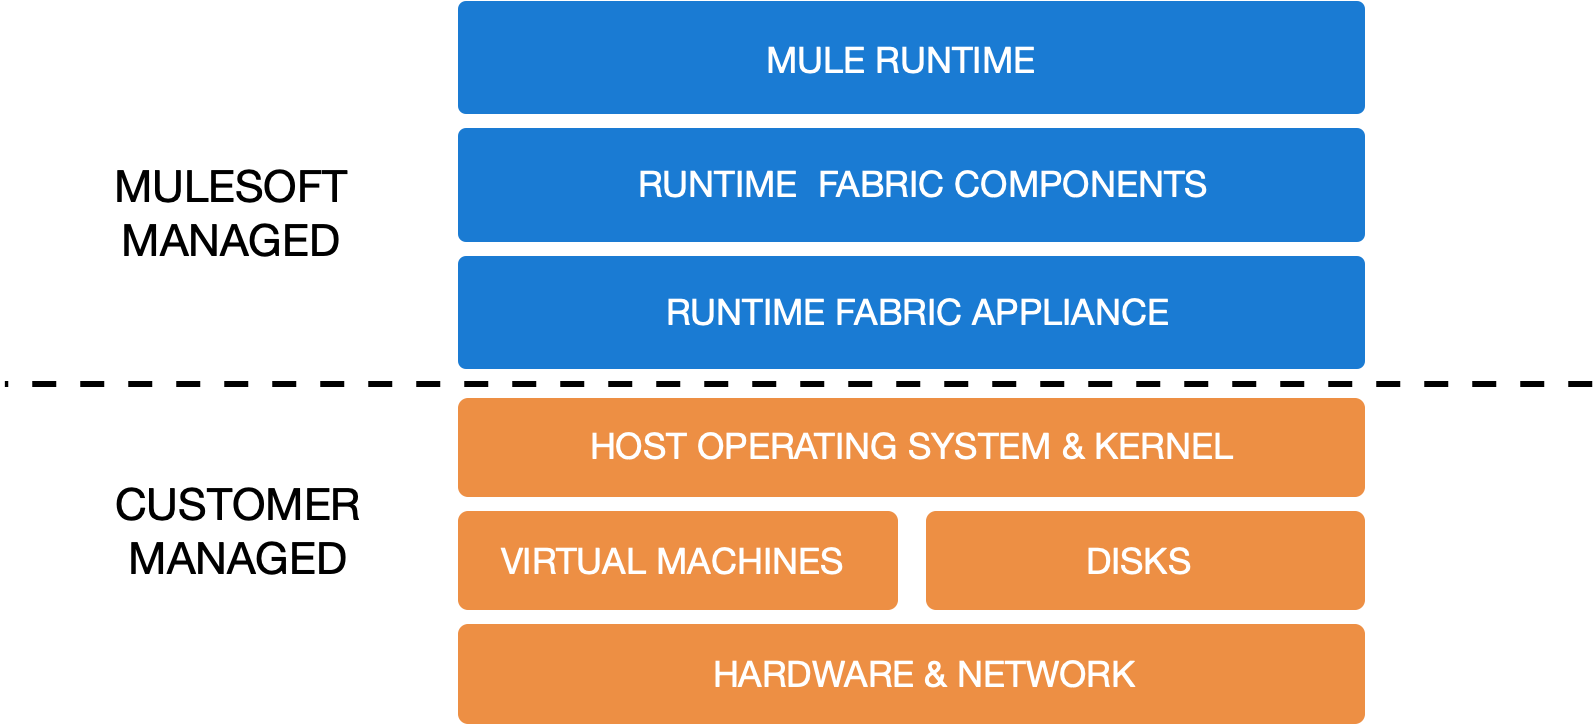 MULE RUNTIME
MULESOFT
MANAGED
RUNTIME  FABRIC COMPONENTS
RUNTIME FABRIC APPLIANCE
HOST OPERATING SYSTEM & KERNEL
CUSTOMER
MANAGED
VIRTUAL MACHINES
DISKS
HARDWARE & NETWORK